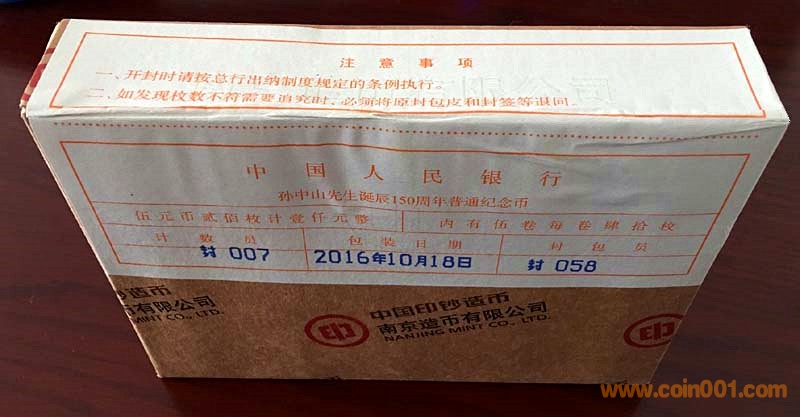 注意事项
一、开封时请按总行出纳制度规定的条例执行。
二、如发现枚数不符需要追究时，必须将原封包皮和封签等退回。
中国人民银行
孙中山先生诞辰150周年普通纪念币
伍元币贰佰枚计壹仟元整 内有伍卷每卷肆拾枚
计数员 包装日期 封包员
封 007 2016年10月18日 封 058
钞造币 中国印钞造币
币有限公司 南京造币有限公司
MINT CO., LTD. NANJING MINT CO., LTD.
www.coin001.com